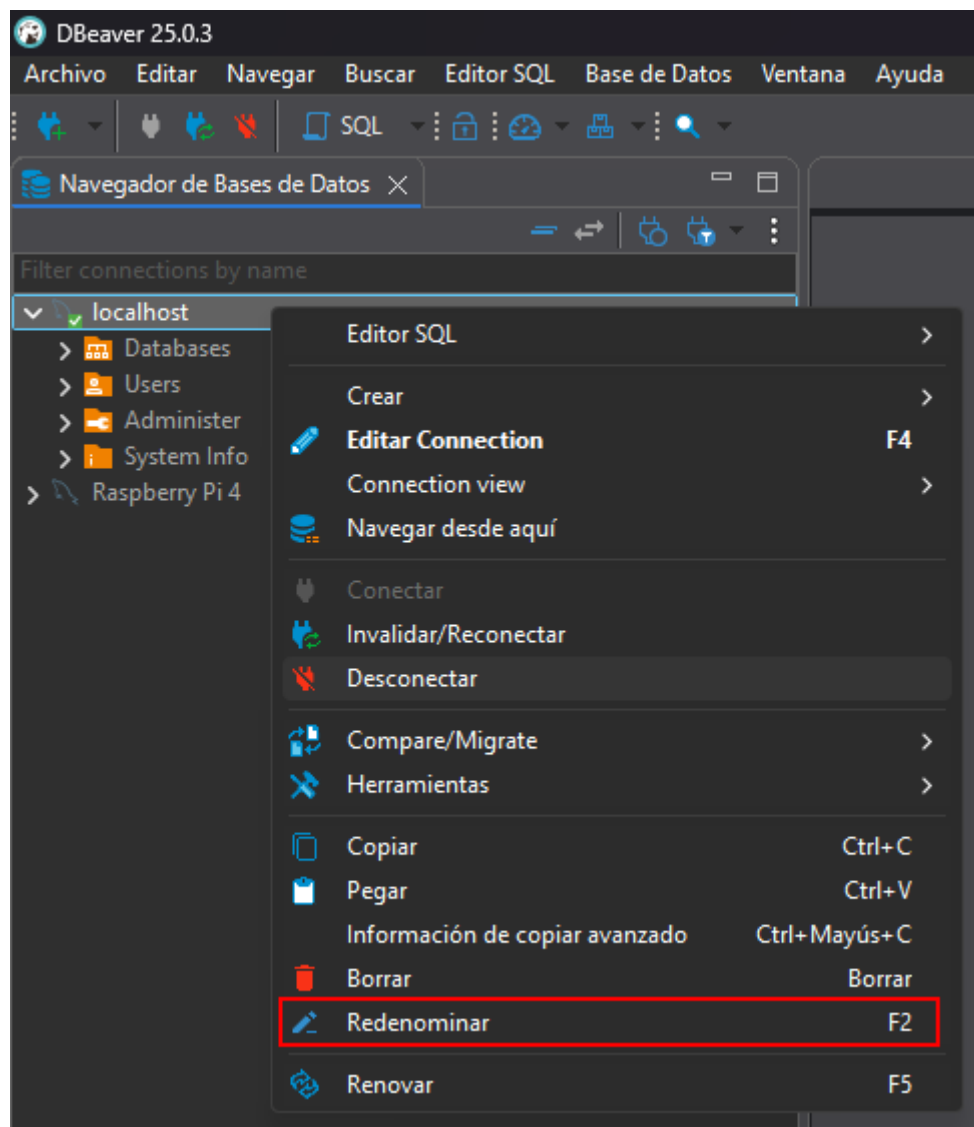 DBeaver 25.0.3
Archivo Editar Navegar Buscar Editor SQL Base de Datos Ventana Ayuda
SQL
Navegador de Bases de Datos
Filter connections by name
localhost
Databases
Users
Administer
System Info
Raspberry Pi 4
Editor SQL
Crear
Editar Connection F4
Connection view
Navegar desde aquí
Conectar
Invalidar/Reconectar
Desconectar
Compare/Migrate
Herramientas
Copiar Ctrl+C
Pegar Ctrl+V
Información de copiar avanzado Ctrl+Mayús+C
Borrar Borrar
Redenominar F2
Renovar F5